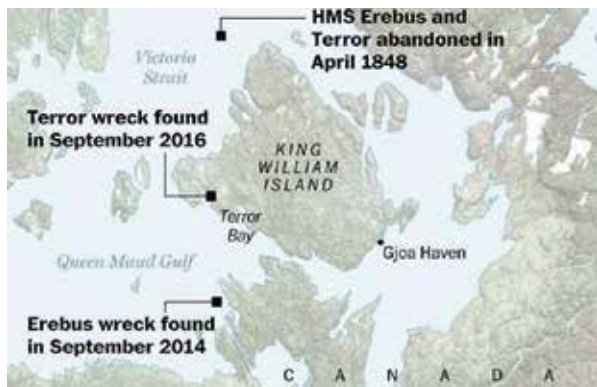 HMS Erebus and
Terror abandoned in
April 1848
Victoria
Strait
Terror wreck found
in September 2016
KING
WILLIAM
ISLAND
Terror
Bay
Gjoa Haven
Queen Maud Gulf
Erebus wreck found
in September 2014
CANADA